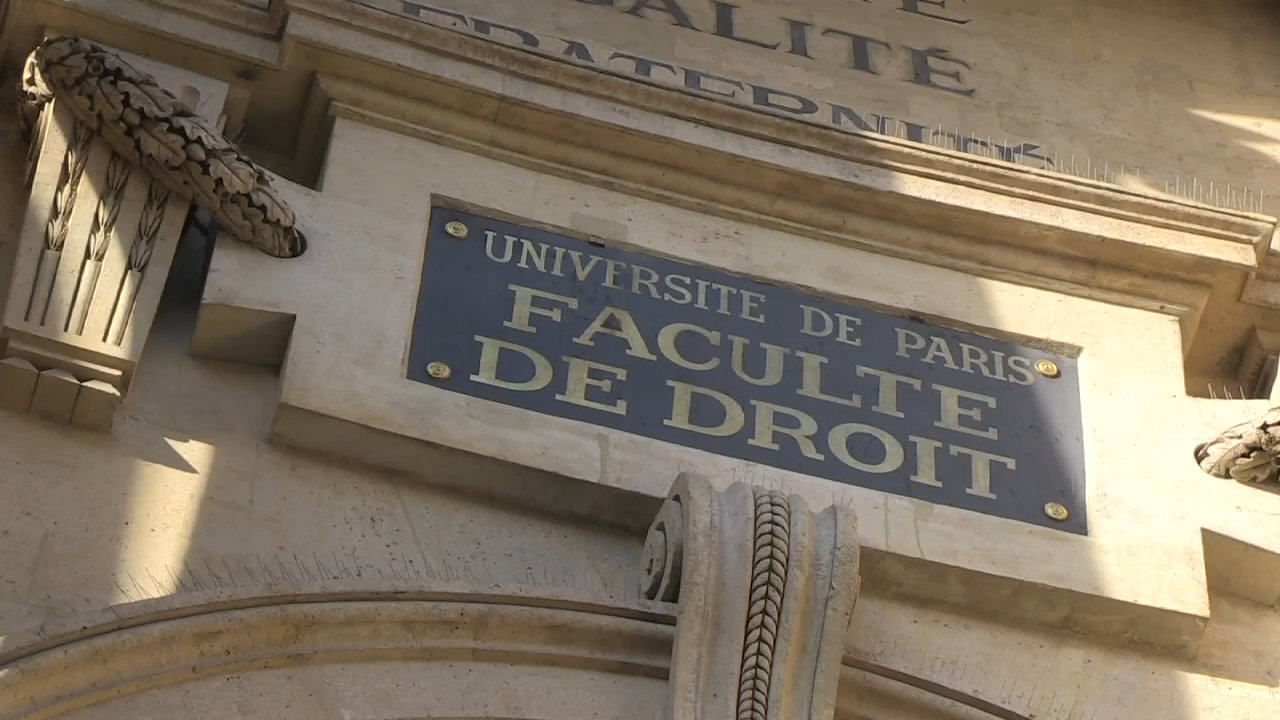 ÉGALITÉ
FRATERNITÉ
UNIVERSITE DE PARIS
FACULTE
DE DROIT